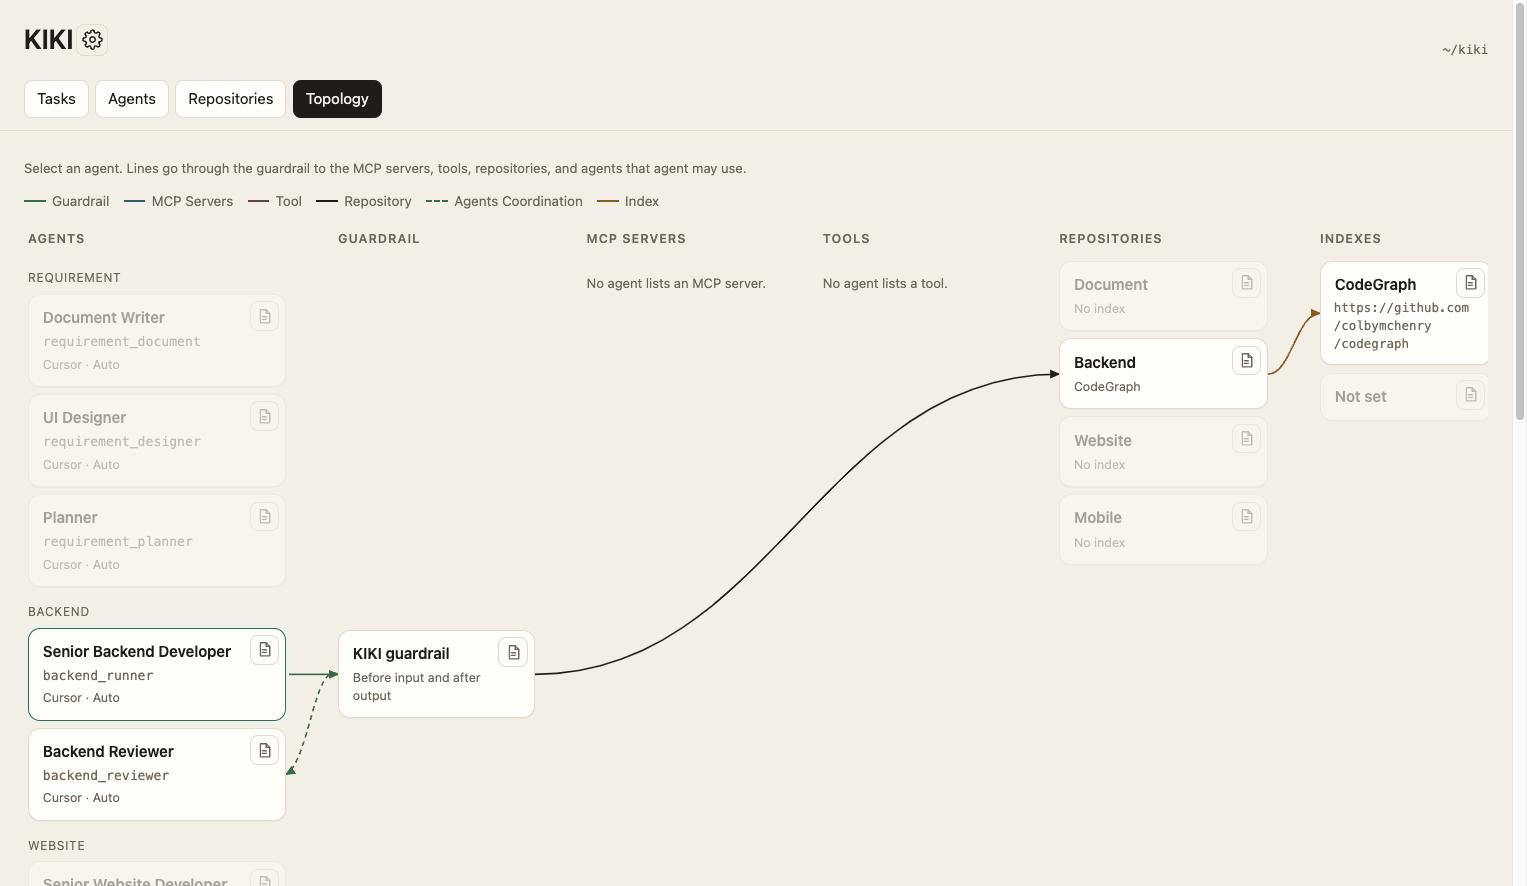 KIKI
~/kiki
Tasks
Agents
Repositories
Topology
Select an agent. Lines go through the guardrail to the MCP servers, tools, repositories, and agents that agent may use.
Guardrail
MCP Servers
Tool
Repository
Agents Coordination
Index
AGENTS
GUARDRAIL
MCP SERVERS
TOOLS
REPOSITORIES
INDEXES
REQUIREMENT
Document Writer
requirement_document
Cursor · Auto
UI Designer
requirement_designer
Cursor · Auto
Planner
requirement_planner
Cursor · Auto
BACKEND
Senior Backend Developer
backend_runner
Cursor · Auto
Backend Reviewer
backend_reviewer
Cursor · Auto
WEBSITE
Senior Website Developer
KIKI guardrail
Before input and after
output
No agent lists an MCP server.
No agent lists a tool.
Document
No index
Backend
CodeGraph
Website
No index
Mobile
No index
CodeGraph
https://github.com
/colbymchenry
/codegraph
Not set